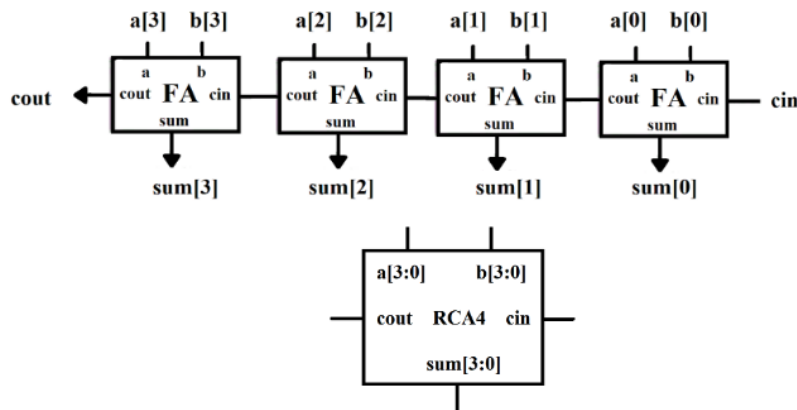 a[3] b[3] a[2] b[2] a[1] b[1] a[0] b[0]
a b a b a b a b
cout cout FA cin cout FA cin cout FA cin cout FA cin cin
sum sum sum sum
sum[3] sum[2] sum[1] sum[0]
a[3:0] b[3:0]
cout RCA4 cin
sum[3:0]